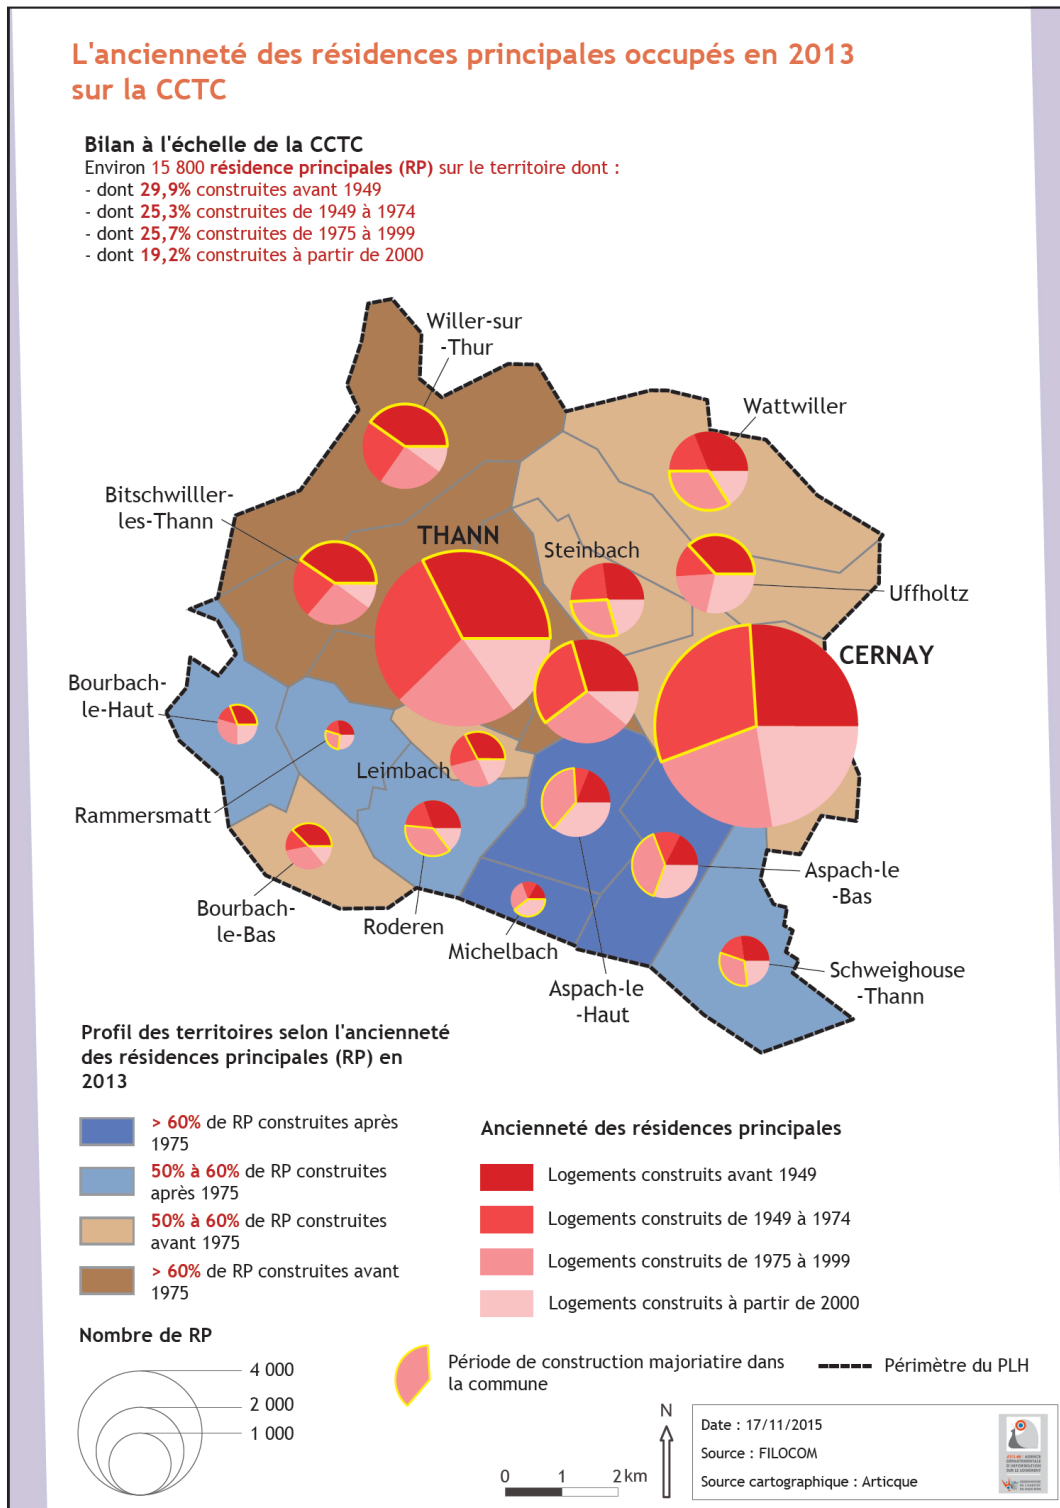 L'ancienneté des résidences principales occupés en 2013
sur la CCTC
Bilan à l'échelle de la CCTC
Environ 15 800 résidence principales (RP) sur le territoire dont :
- dont 29,9% construites avant 1949
- dont 25,3% construites de 1949 à 1974
- dont 25,7% construites de 1975 à 1999
- dont 19,2% construites à partir de 2000
Willer-sur
-Thur
Wattwiller
Bitschwilller-
les-Thann
THANN
Steinbach
Uffholtz
CERNAY
Bourbach-
le-Haut
Leimbach
Rammersmatt
Aspach-le
-Bas
Bourbach-
le-Bas
Roderen
Michelbach
Aspach-le
-Haut
Schweighouse
-Thann
Profil des territoires selon l'ancienneté
des résidences principales (RP) en
2013
> 60% de RP construites après
1975
50% à 60% de RP construites
après 1975
50% à 60% de RP construites
avant 1975
> 60% de RP construites avant
1975
Ancienneté des résidences principales
Logements construits avant 1949
Logements construits de 1949 à 1974
Logements construits de 1975 à 1999
Logements construits à partir de 2000
Nombre de RP
4 000
2 000
1 000
Période de construction majoriatire dans
la commune
Périmètre du PLH
N
0 1 2 km
Date : 17/11/2015
Source : FILOCOM
Source cartographique : Articque